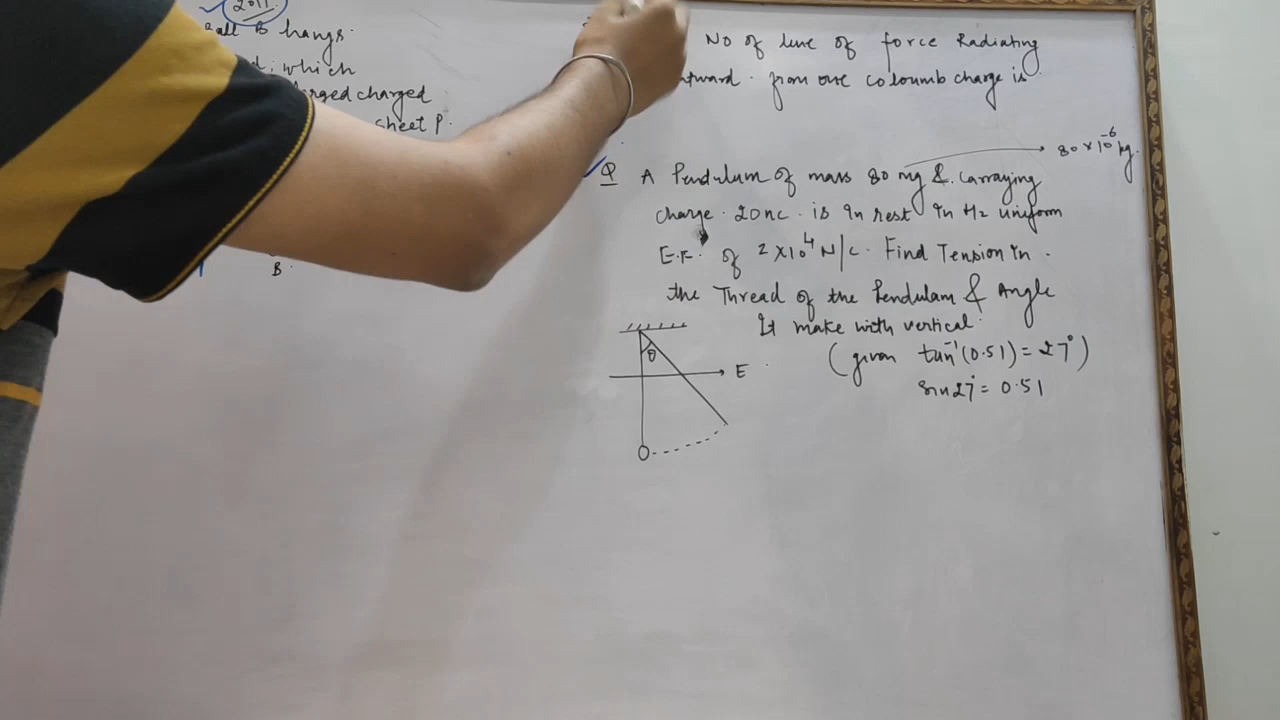 2011
Ball B hangs.
which
charged
sheet P.
B.
No of line of force Radiating
from one coloumb charge is
80 × 10⁻⁶ kg.
Q A Pendulum of mass 80 mg & Carraying
charge 20 nc is in rest in Hz uniform
E.F. of 2 × 10⁴ N/C. Find Tension in
the Thread of the Pendulam & Angle
It make with vertical.
(given tan⁻¹(0.51) = 27°)
sin27° = 0.51
θ
E